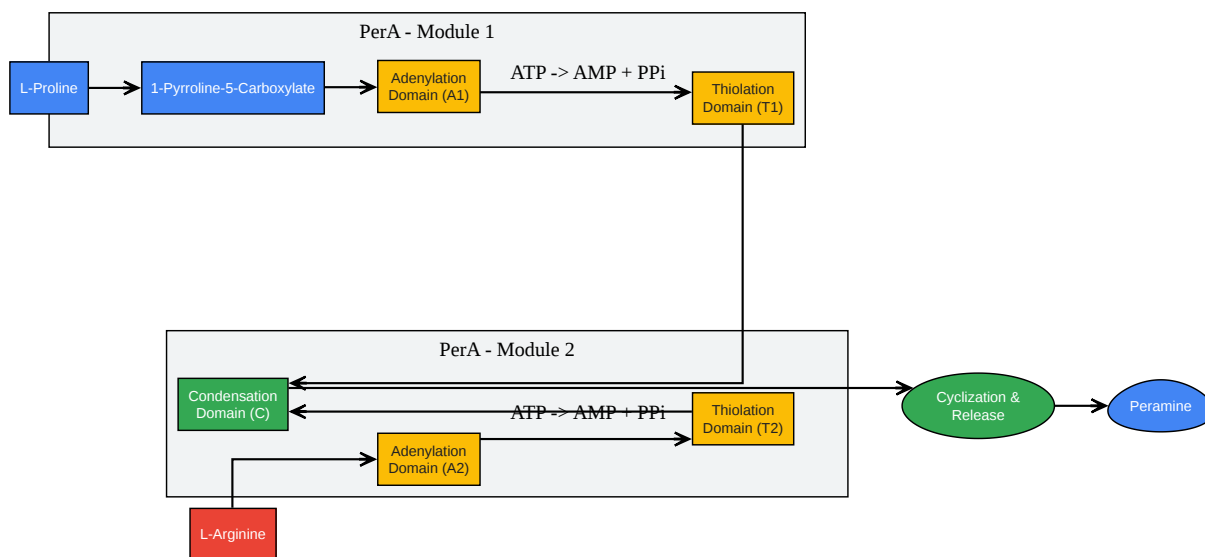 PerA - Module 1
L-Proline
1-Pyrroline-5-Carboxylate
Adenylation
Domain (A1)
ATP -> AMP + PPi
Thiolation
Domain (T1)
PerA - Module 2
Condensation
Domain (C)
ATP -> AMP + PPi
Thiolation
Domain (T2)
Adenylation
Domain (A2)
L-Arginine
Cyclization &
Release
Peramine